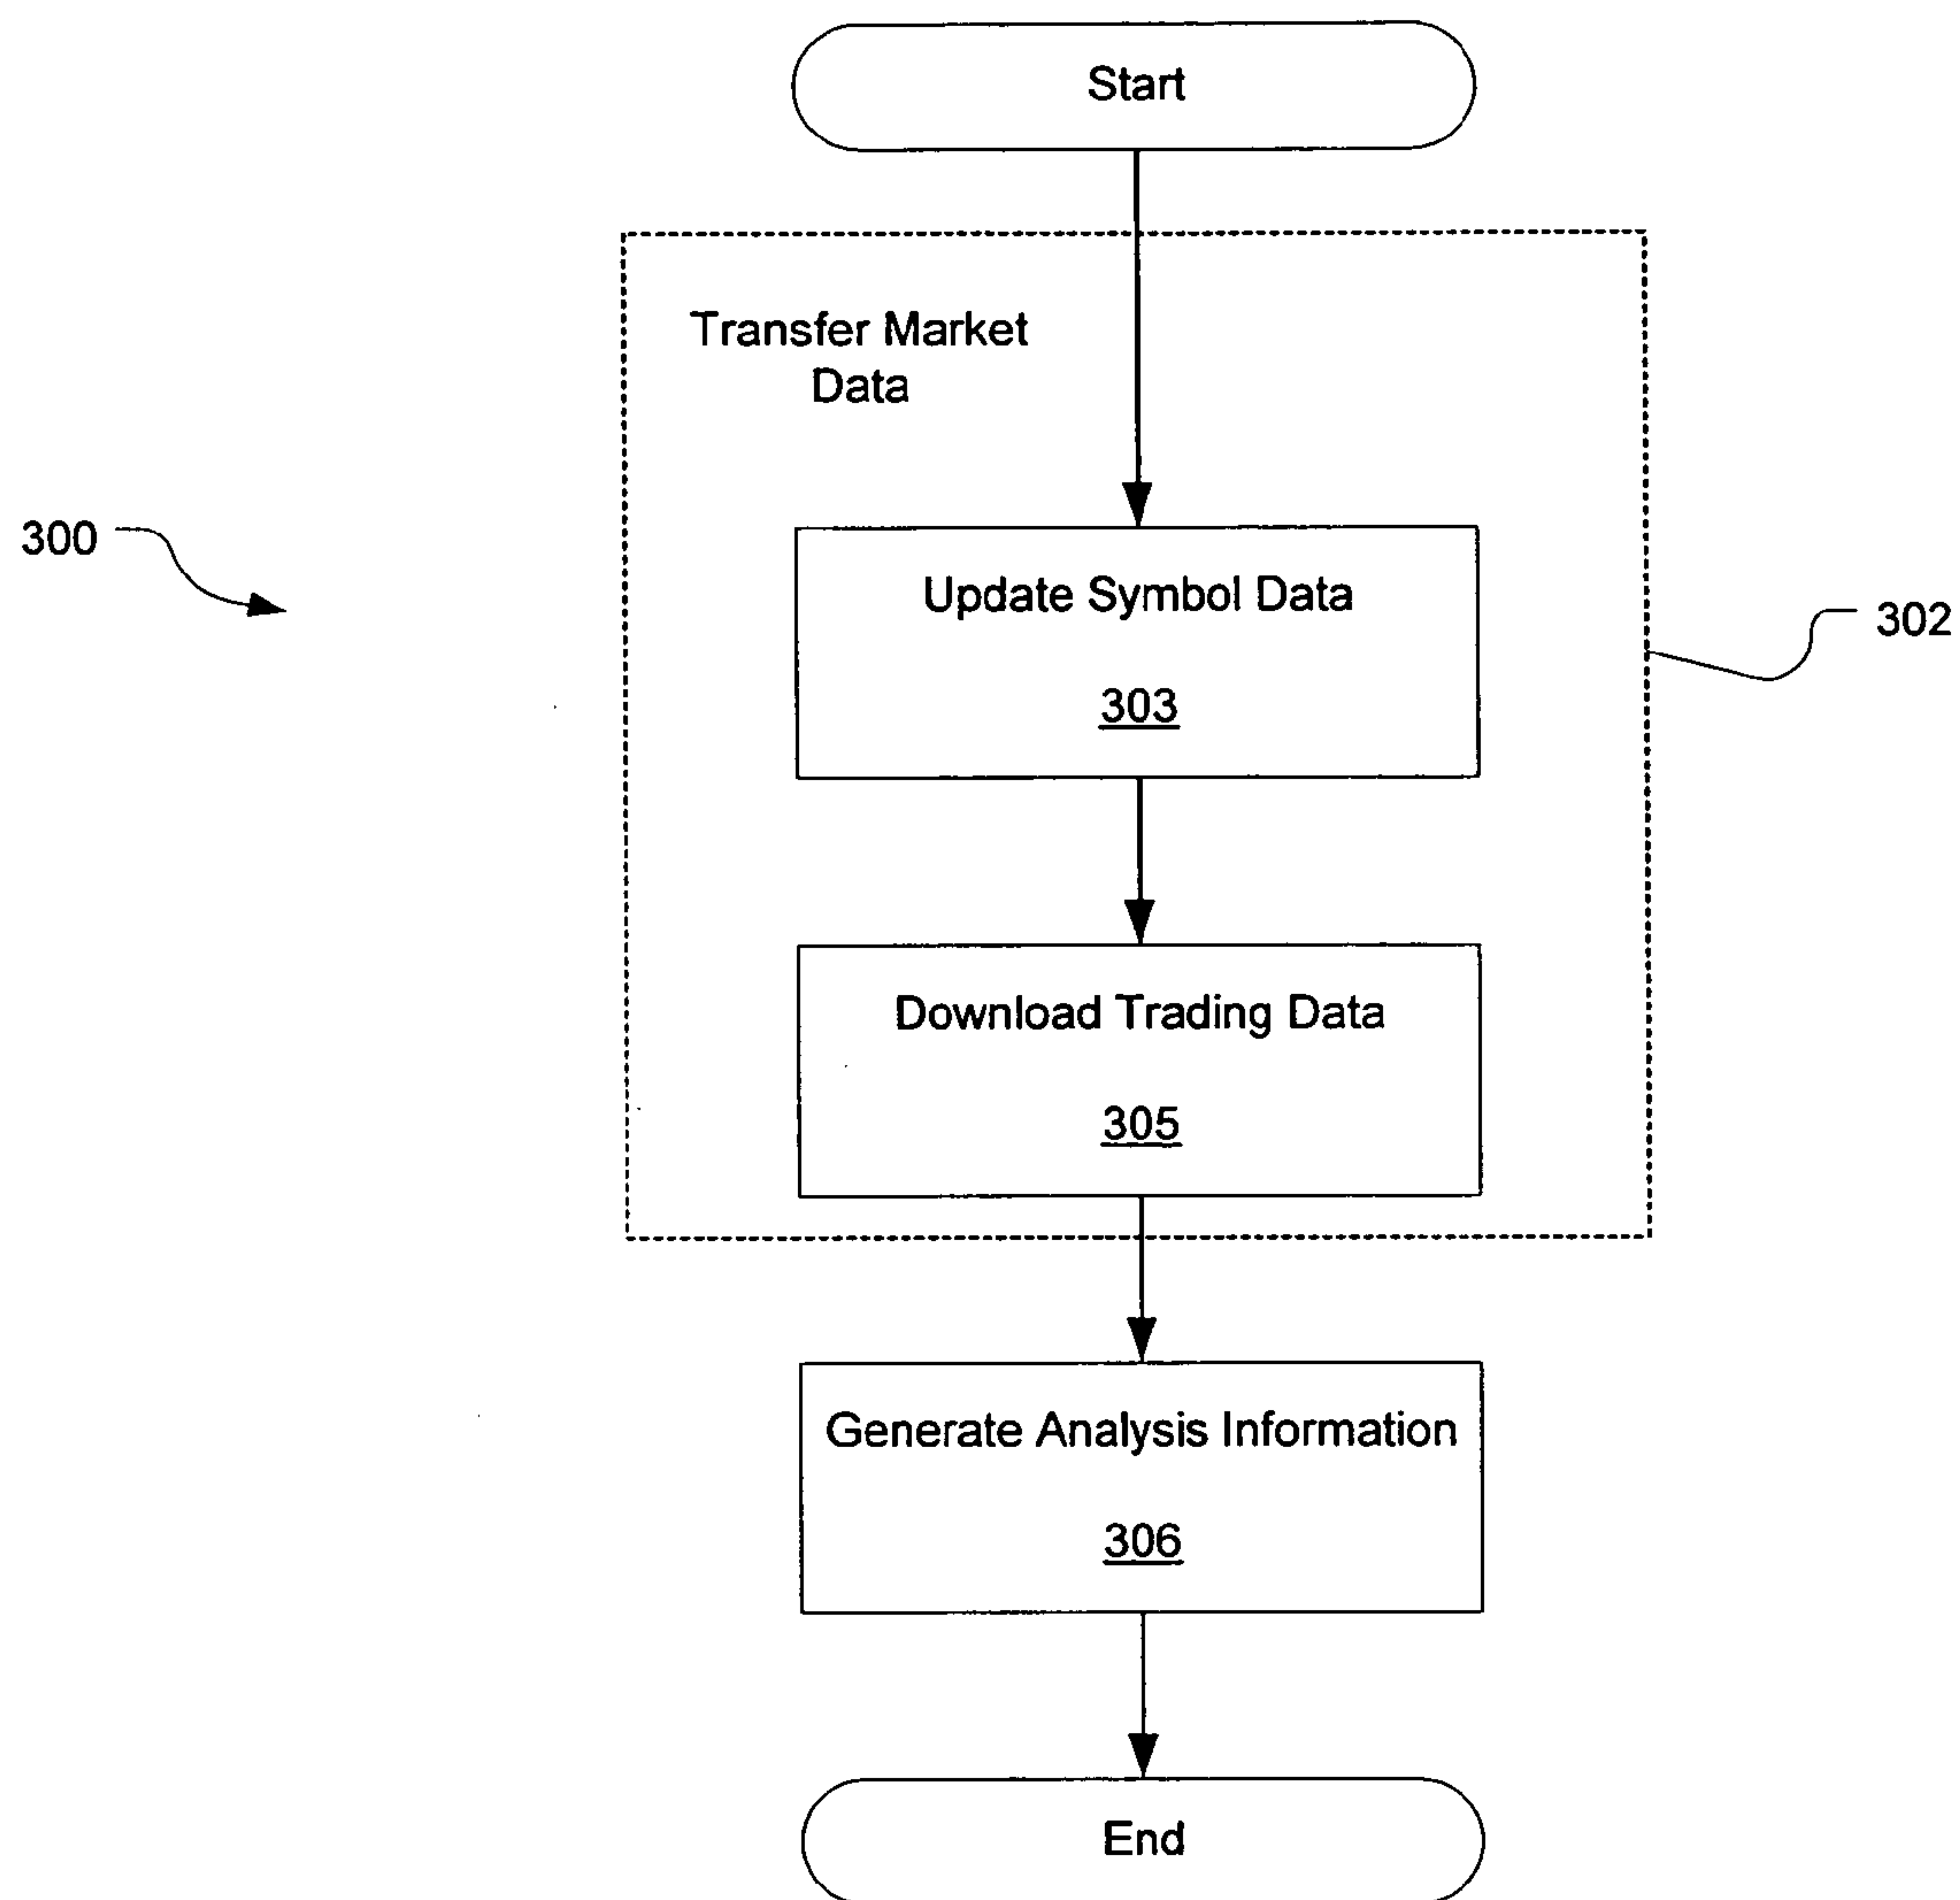 Start
Transfer Market
Data
300
Update Symbol Data
302
303
Download Trading Data
305
Generate Analysis Information
306
End